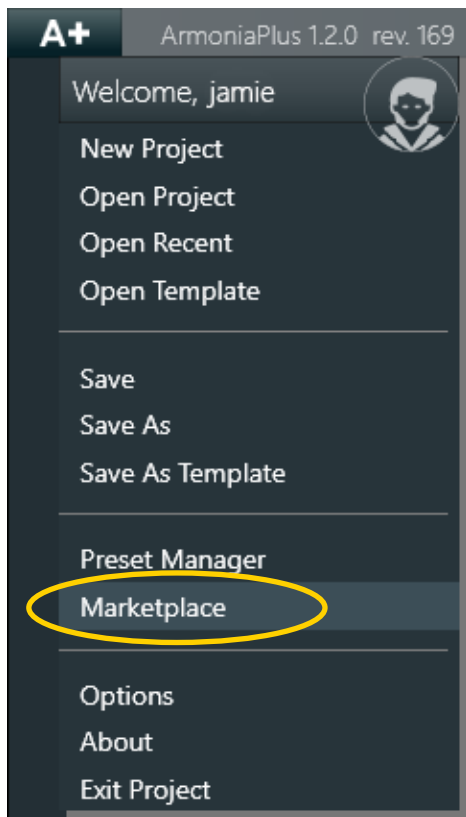 A+ ArmoniaPlus 1.2.0 rev. 169
Welcome, jamie
New Project
Open Project
Open Recent
Open Template
Save
Save As
Save As Template
Preset Manager
Marketplace
Options
About
Exit Project